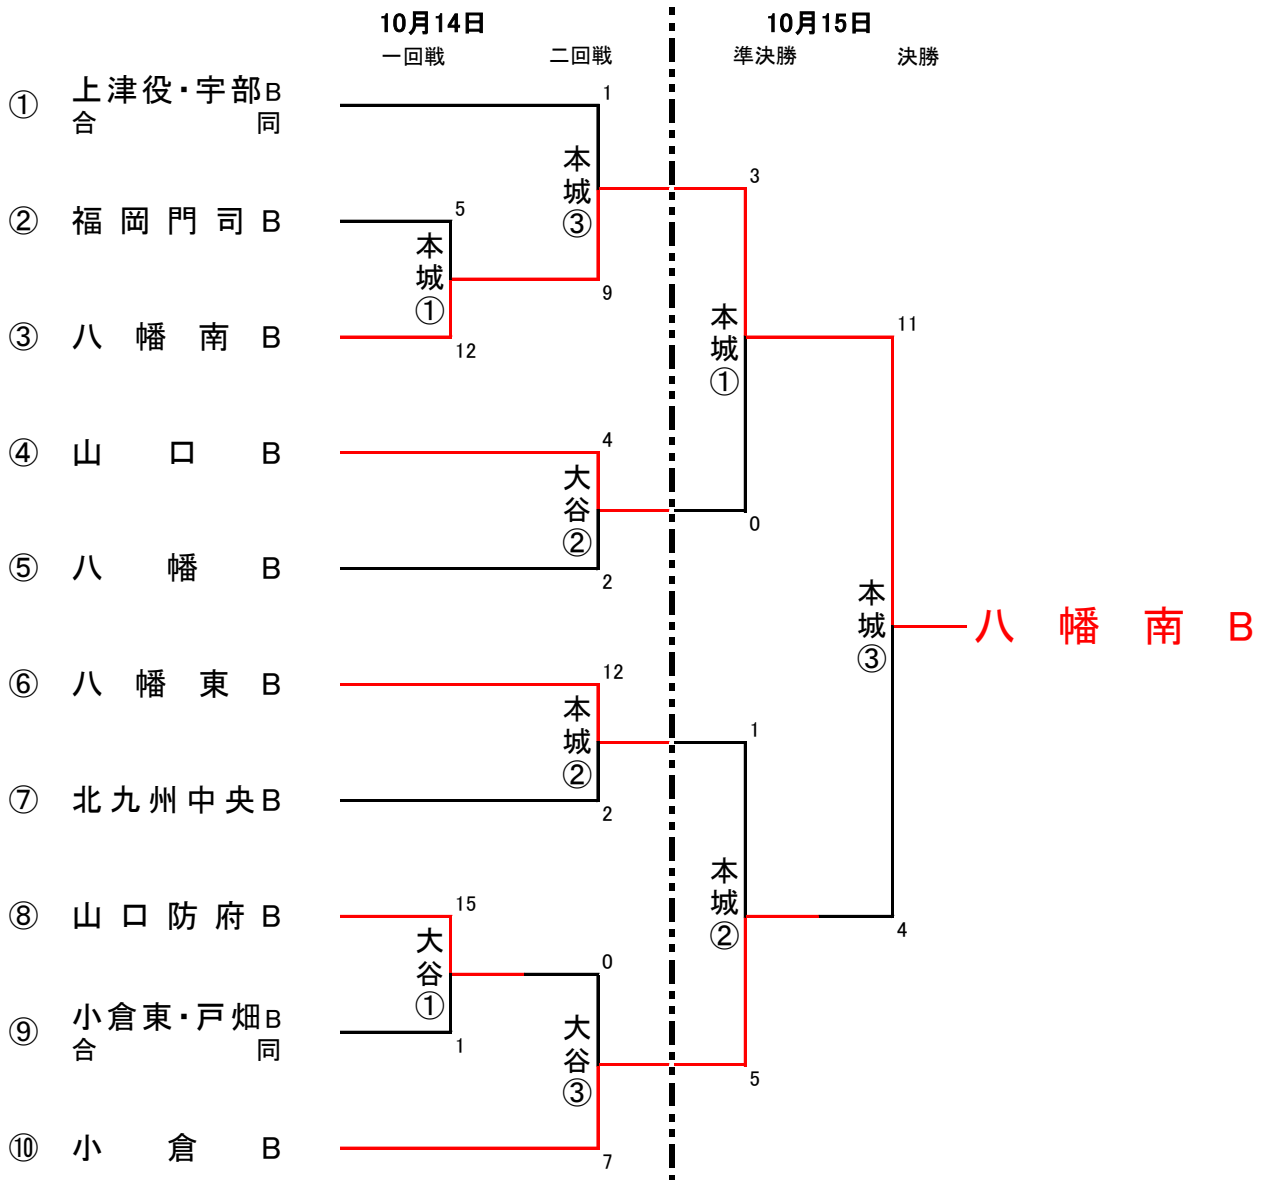 10月14日
10月15日
一回戦
二回戦
準決勝
決勝
① 上津役・宇部B
合同
② 福岡門司B
③ 八幡南B
④ 山口B
⑤ 八幡B
⑥ 八幡東B
⑦ 北九州中央B
⑧ 山口防府B
⑨ 小倉東・戸畑B
合同
⑩ 小倉B
5
本城①
12
15
大谷①
1
1
本城③
9
4
大谷②
2
12
本城②
2
0
大谷③
7
3
本城①
0
1
本城②
5
11
本城③
4
八幡南B